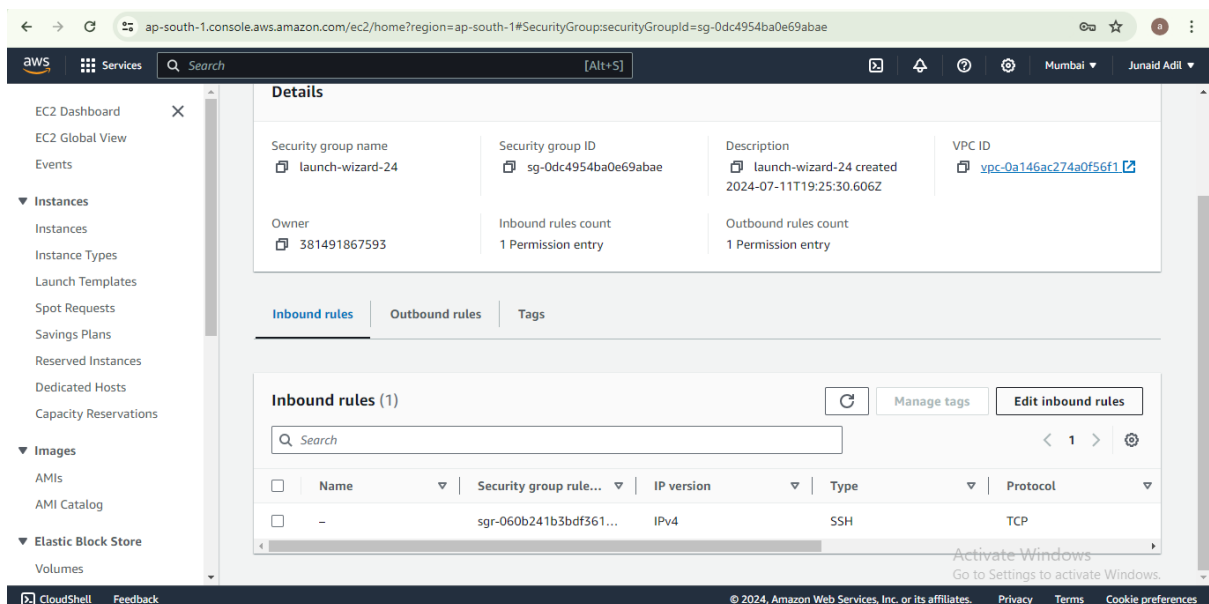 ap-south-1.console.aws.amazon.com/ec2/home?region=ap-south-1#SecurityGroup:securityGroupId=sg-0dc4954ba0e69abae
a
aws Services Search [Alt+S] Mumbai Junaid Adil
EC2 Dashboard
EC2 Global View
Events
Instances
Instances
Instance Types
Launch Templates
Spot Requests
Savings Plans
Reserved Instances
Dedicated Hosts
Capacity Reservations
Images
AMIs
AMI Catalog
Elastic Block Store
Volumes
Details
Security group name
launch-wizard-24
Security group ID
sg-0dc4954ba0e69abae
Description
launch-wizard-24 created
2024-07-11T19:25:30.606Z
VPC ID
vpc-0a146ac274a0f56f1
Owner
381491867593
Inbound rules count
1 Permission entry
Outbound rules count
1 Permission entry
Inbound rules Outbound rules Tags
Inbound rules (1) Manage tags Edit inbound rules
Search 1
Name Security group rule... IP version Type Protocol
– sgr-060b241b3bdf361... IPv4 SSH TCP
Activate Windows
Go to Settings to activate Windows.
CloudShell Feedback © 2024, Amazon Web Services, Inc. or its affiliates. Privacy Terms Cookie preferences